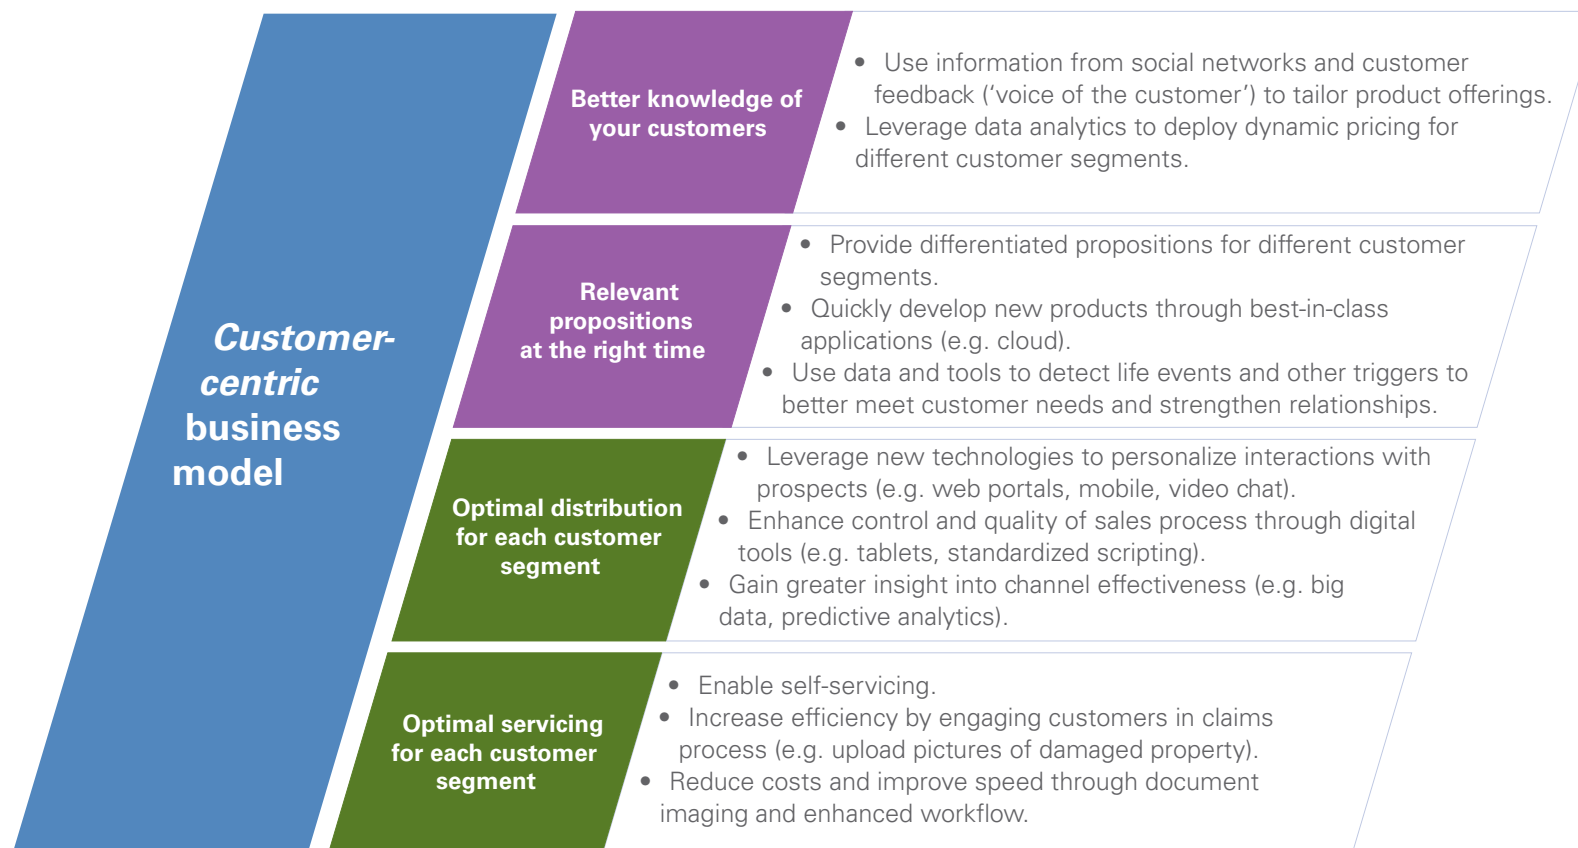 Customer-
centric
business
model
Better knowledge of
your customers
• Use information from social networks and customer
feedback (‘voice of the customer’) to tailor product offerings.
• Leverage data analytics to deploy dynamic pricing for
different customer segments.
Relevant
propositions
at the right time
• Provide differentiated propositions for different customer
segments.
• Quickly develop new products through best-in-class
applications (e.g. cloud).
• Use data and tools to detect life events and other triggers to
better meet customer needs and strengthen relationships.
Optimal distribution
for each customer
segment
• Leverage new technologies to personalize interactions with
prospects (e.g. web portals, mobile, video chat).
• Enhance control and quality of sales process through digital
tools (e.g. tablets, standardized scripting).
• Gain greater insight into channel effectiveness (e.g. big
data, predictive analytics).
Optimal servicing
for each customer
segment
• Enable self-servicing.
• Increase efficiency by engaging customers in claims
process (e.g. upload pictures of damaged property).
• Reduce costs and improve speed through document
imaging and enhanced workflow.